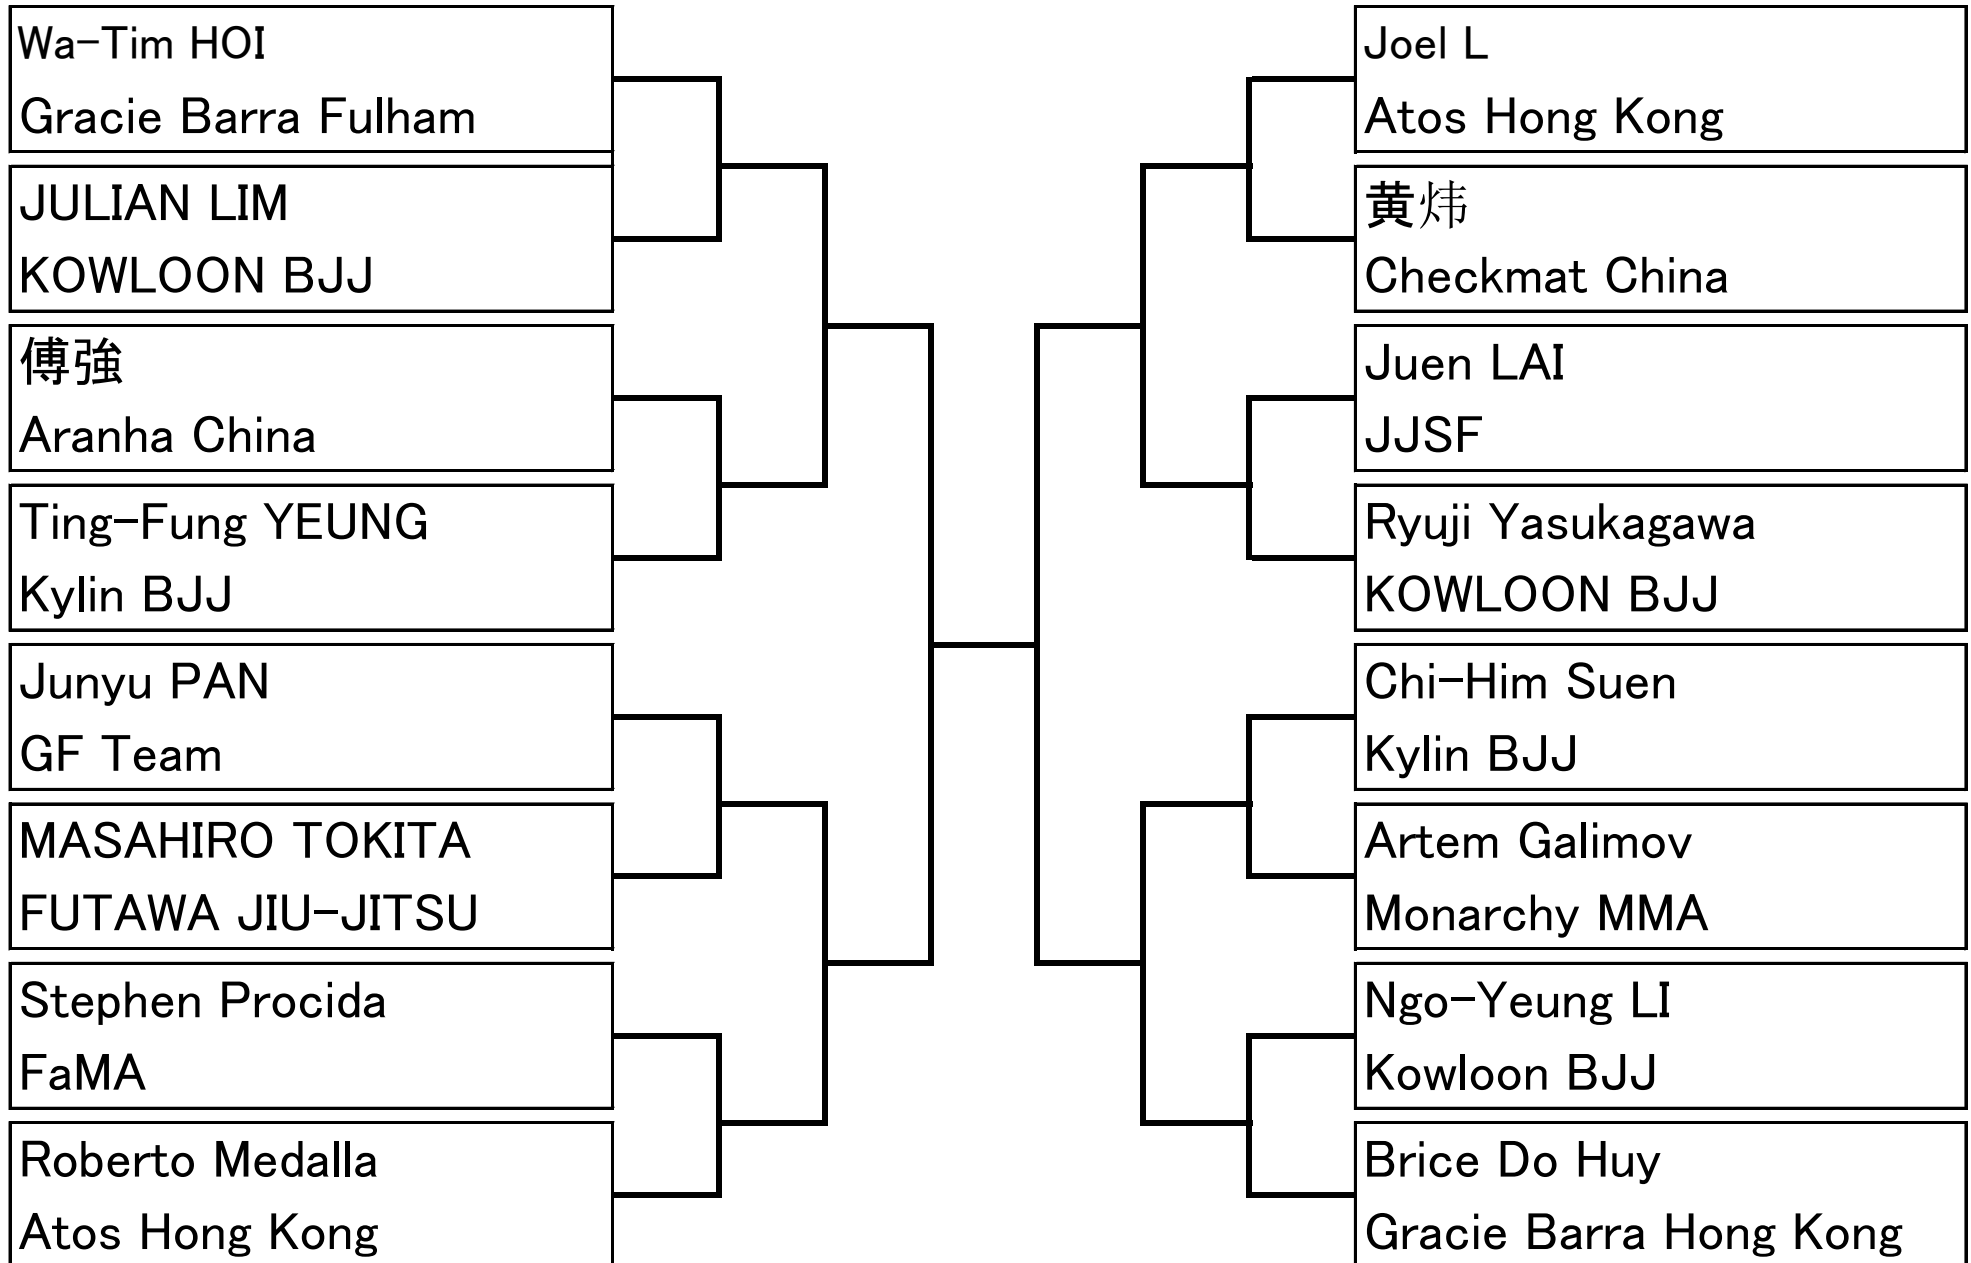 Wa-Tim HOI
Gracie Barra Fulham
JULIAN LIM
KOWLOON BJJ
傅強
Aranha China
Ting-Fung YEUNG
Kylin BJJ
Junyu PAN
GF Team
MASAHIRO TOKITA
FUTAWA JIU-JITSU
Stephen Procida
FaMA
Roberto Medalla
Atos Hong Kong
Joel L
Atos Hong Kong
黄炜
Checkmat China
Juen LAI
JJSF
Ryuji Yasukagawa
KOWLOON BJJ
Chi-Him Suen
Kylin BJJ
Artem Galimov
Monarchy MMA
Ngo-Yeung LI
Kowloon BJJ
Brice Do Huy
Gracie Barra Hong Kong